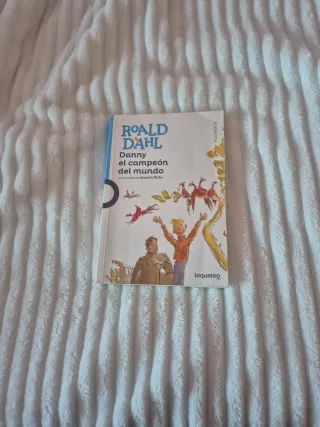 ROALD
DAHL
Danny
el campeón
del mundo
loqueleo